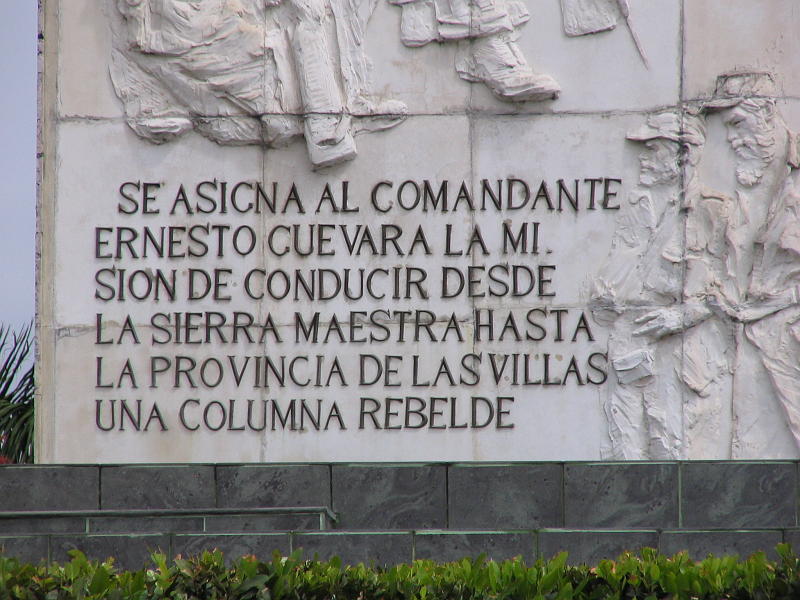 SE ASIGNA AL COMANDANTE
ERNESTO GUEVARA LA MI.
SION DE CONDUCIR DESDE
LA SIERRA MAESTRA HASTA
LA PROVINCIA DE LAS VILLAS
UNA COLUMNA REBELDE